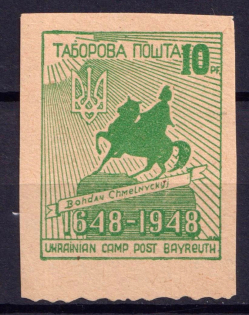 ТАБОРОВА ПОШТА
10 PF.
Bohdan Chmelnyckyj
1648-1948
UKRAINIAN CAMP POST BAYREUTH